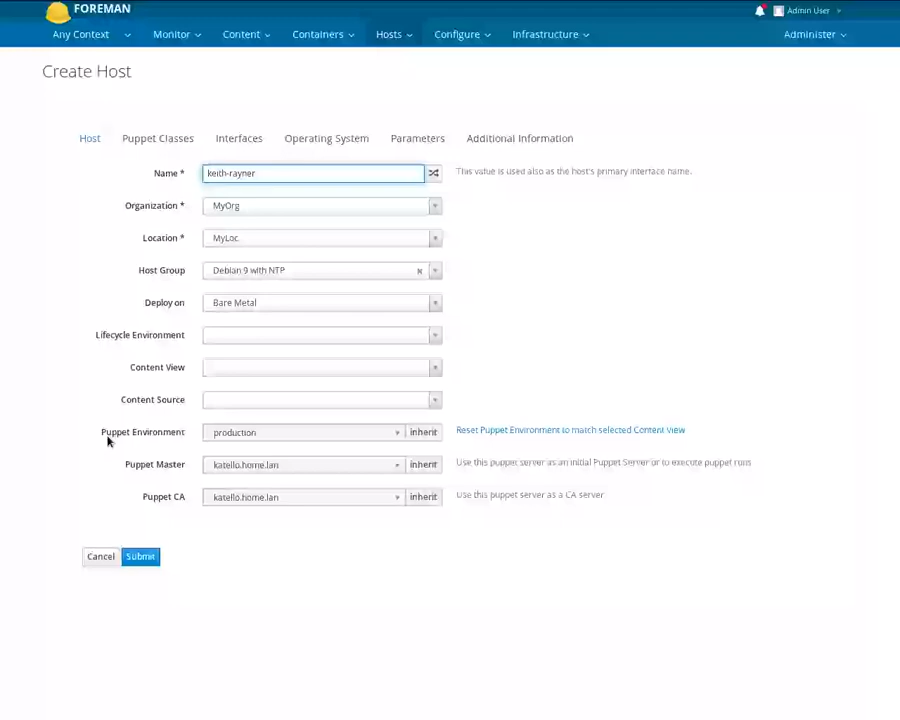 FOREMAN
Admin User
Any Context Monitor Content Containers Hosts Configure Infrastructure Administer
Create Host
Host Puppet Classes Interfaces Operating System Parameters Additional Information
Name * keith-rayner This value is used also as the host's primary interface name.
Organization * MyOrg
Location * MyLoc
Host Group Debian 9 with NTP
Deploy on Bare Metal
Lifecycle Environment
Content View
Content Source
Puppet Environment production inherit Reset Puppet Environment to match selected Content View
Puppet Master katello.home.lan inherit Use this puppet server as an initial Puppet Server or to execute puppet runs
Puppet CA katello.home.lan inherit Use this puppet server as a CA server
Cancel Submit